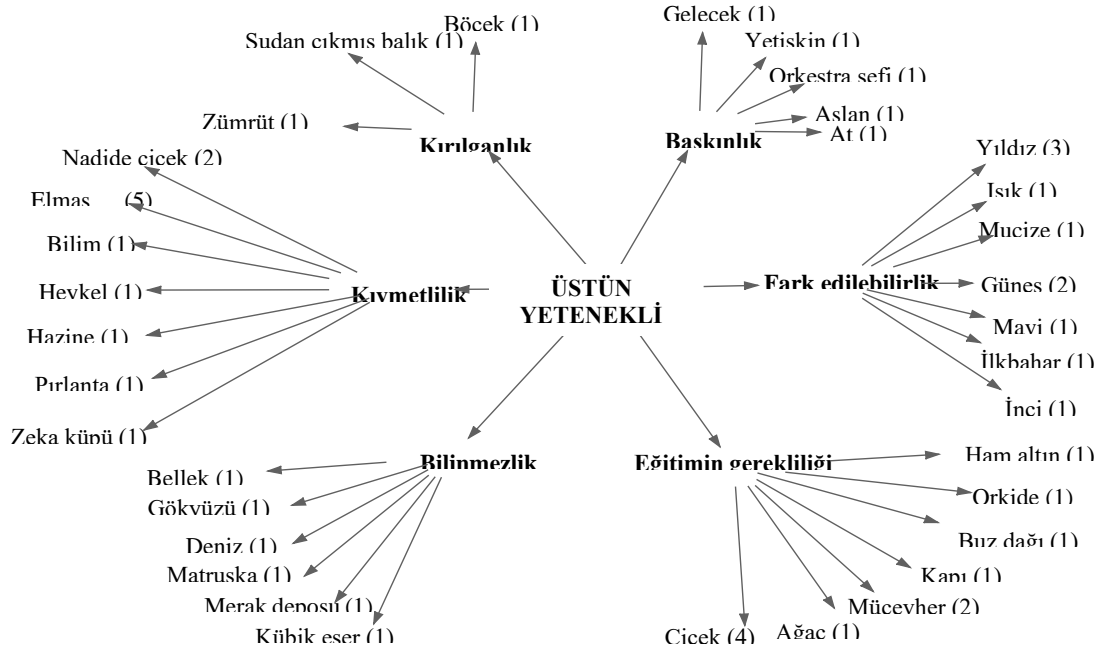 Böcek (1)
Sudan çıkmış balık (1)
Zümrüt (1)
Kırılganlık
Gelecek (1)
Yetişkin (1)
Orkestra şefi (1)
Aslan (1)
At (1)
Baskınlık
Nadide çiçek (2)
Elmas (5)
Bilim (1)
Heykel (1)
Hazine (1)
Pırlanta (1)
Zeka küpü (1)
Kıymetlilik
ÜSTÜN
YETENEKLİ
Fark edilebilirlik
Yıldız (3)
Işık (1)
Mucize (1)
Güneş (2)
Mavi (1)
İlkbahar (1)
İnci (1)
Bilinmezlik
Bellek (1)
Gökyüzü (1)
Deniz (1)
Matruşka (1)
Merak deposu (1)
Kübik eser (1)
Eğitimin gerekliliği
Ham altın (1)
Orkide (1)
Buz dağı (1)
Kapı (1)
Mücevher (2)
Ağaç (1)
Çiçek (4)